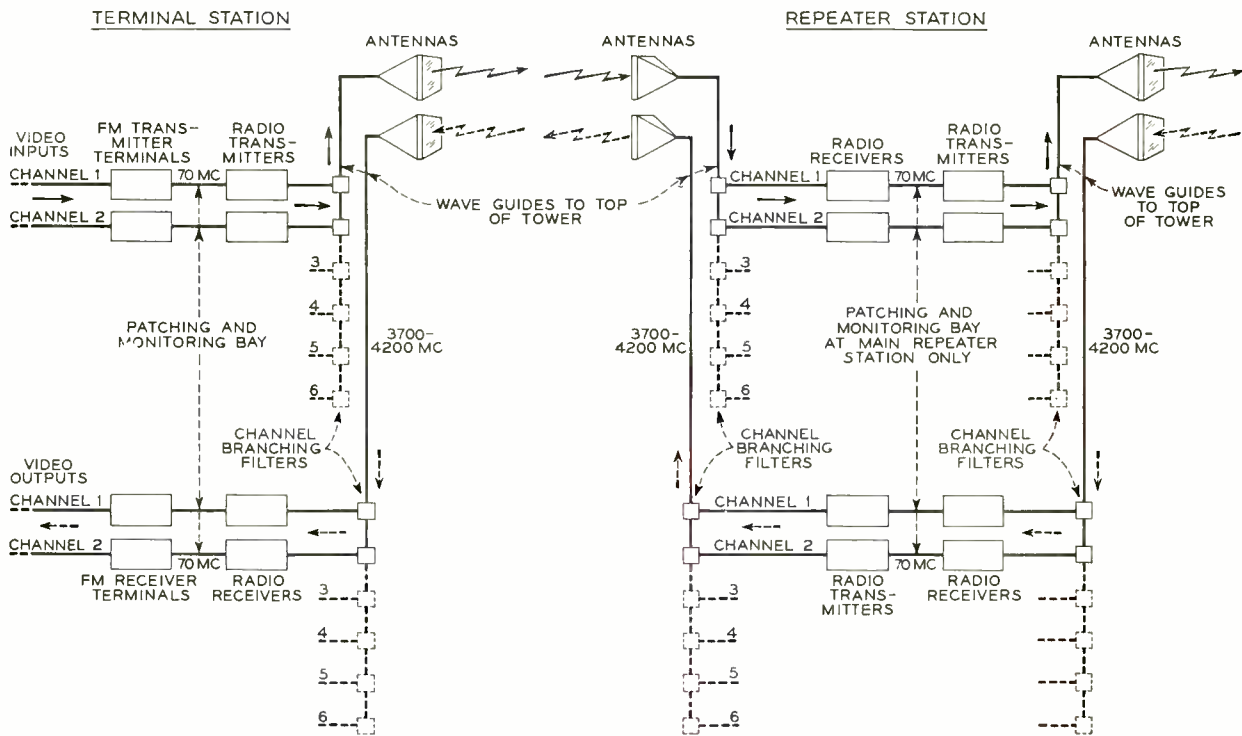 TERMINAL STATION
REPEATER STATION
ANTENNAS
ANTENNAS
ANTENNAS
VIDEO
INPUTS
FM TRANS-
MITTER
TERMINALS
RADIO
TRANS-
MITTERS
CHANNEL 1
70 MC
CHANNEL 2
3
4
5
6
WAVE GUIDES TO TOP
OF TOWER
RADIO
RECEIVERS
RADIO
TRANS-
MITTERS
CHANNEL 1
70 MC
CHANNEL 2
3
4
5
6
WAVE GUIDES
TO TOP
OF TOWER
PATCHING AND
MONITORING BAY
3700-
4200 MC
3700-
4200 MC
PATCHING AND
MONITORING BAY
AT MAIN REPEATER
STATION ONLY
3700-
4200 MC
CHANNEL
BRANCHING
FILTERS
CHANNEL
BRANCHING
FILTERS
CHANNEL
BRANCHING
FILTERS
VIDEO
OUTPUTS
CHANNEL 1
CHANNEL 2
70 MC
FM RECEIVER
TERMINALS
RADIO
RECEIVERS
3
4
5
6
CHANNEL 1
CHANNEL 2
70 MC
RADIO
TRANS-
MITTERS
RADIO
RECEIVERS
3
4
5
6